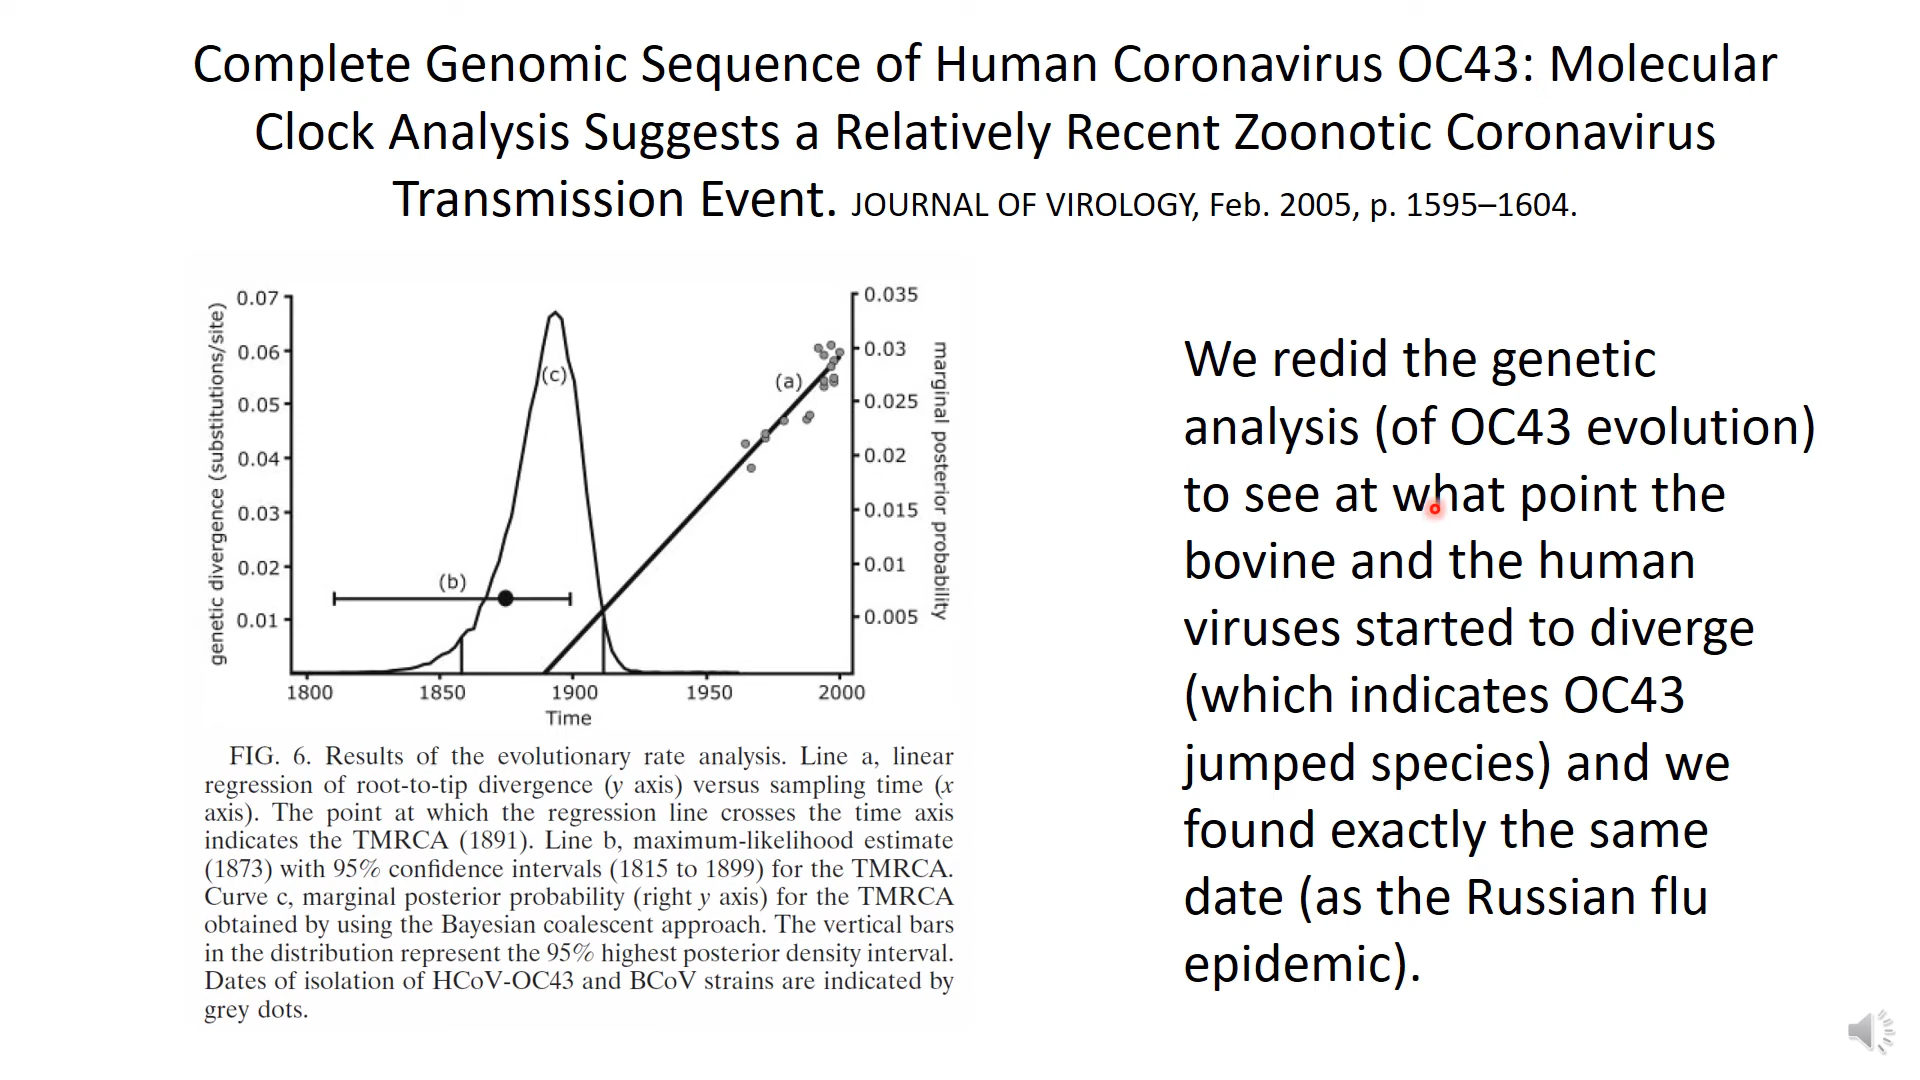 Complete Genomic Sequence of Human Coronavirus OC43: Molecular
Clock Analysis Suggests a Relatively Recent Zoonotic Coronavirus
Transmission Event. JOURNAL OF VIROLOGY, Feb. 2005, p. 1595–1604.
genetic divergence (substitutions/site)
0.07
0.06
0.05
0.04
0.03
0.02
0.01
(a)
(b)
(c)
0.035
0.03
0.025
0.02
0.015
0.01
0.005
marginal posterior probability
1800 1850 1900 1950 2000
Time
FIG. 6. Results of the evolutionary rate analysis. Line a, linear
regression of root-to-tip divergence (y axis) versus sampling time (x
axis). The point at which the regression line crosses the time axis
indicates the TMRCA (1891). Line b, maximum-likelihood estimate
(1873) with 95% confidence intervals (1815 to 1899) for the TMRCA.
Curve c, marginal posterior probability (right y axis) for the TMRCA
obtained by using the Bayesian coalescent approach. The vertical bars
in the distribution represent the 95% highest posterior density interval.
Dates of isolation of HCoV-OC43 and BCoV strains are indicated by
grey dots.
We redid the genetic
analysis (of OC43 evolution)
to see at what point the
bovine and the human
viruses started to diverge
(which indicates OC43
jumped species) and we
found exactly the same
date (as the Russian flu
epidemic).